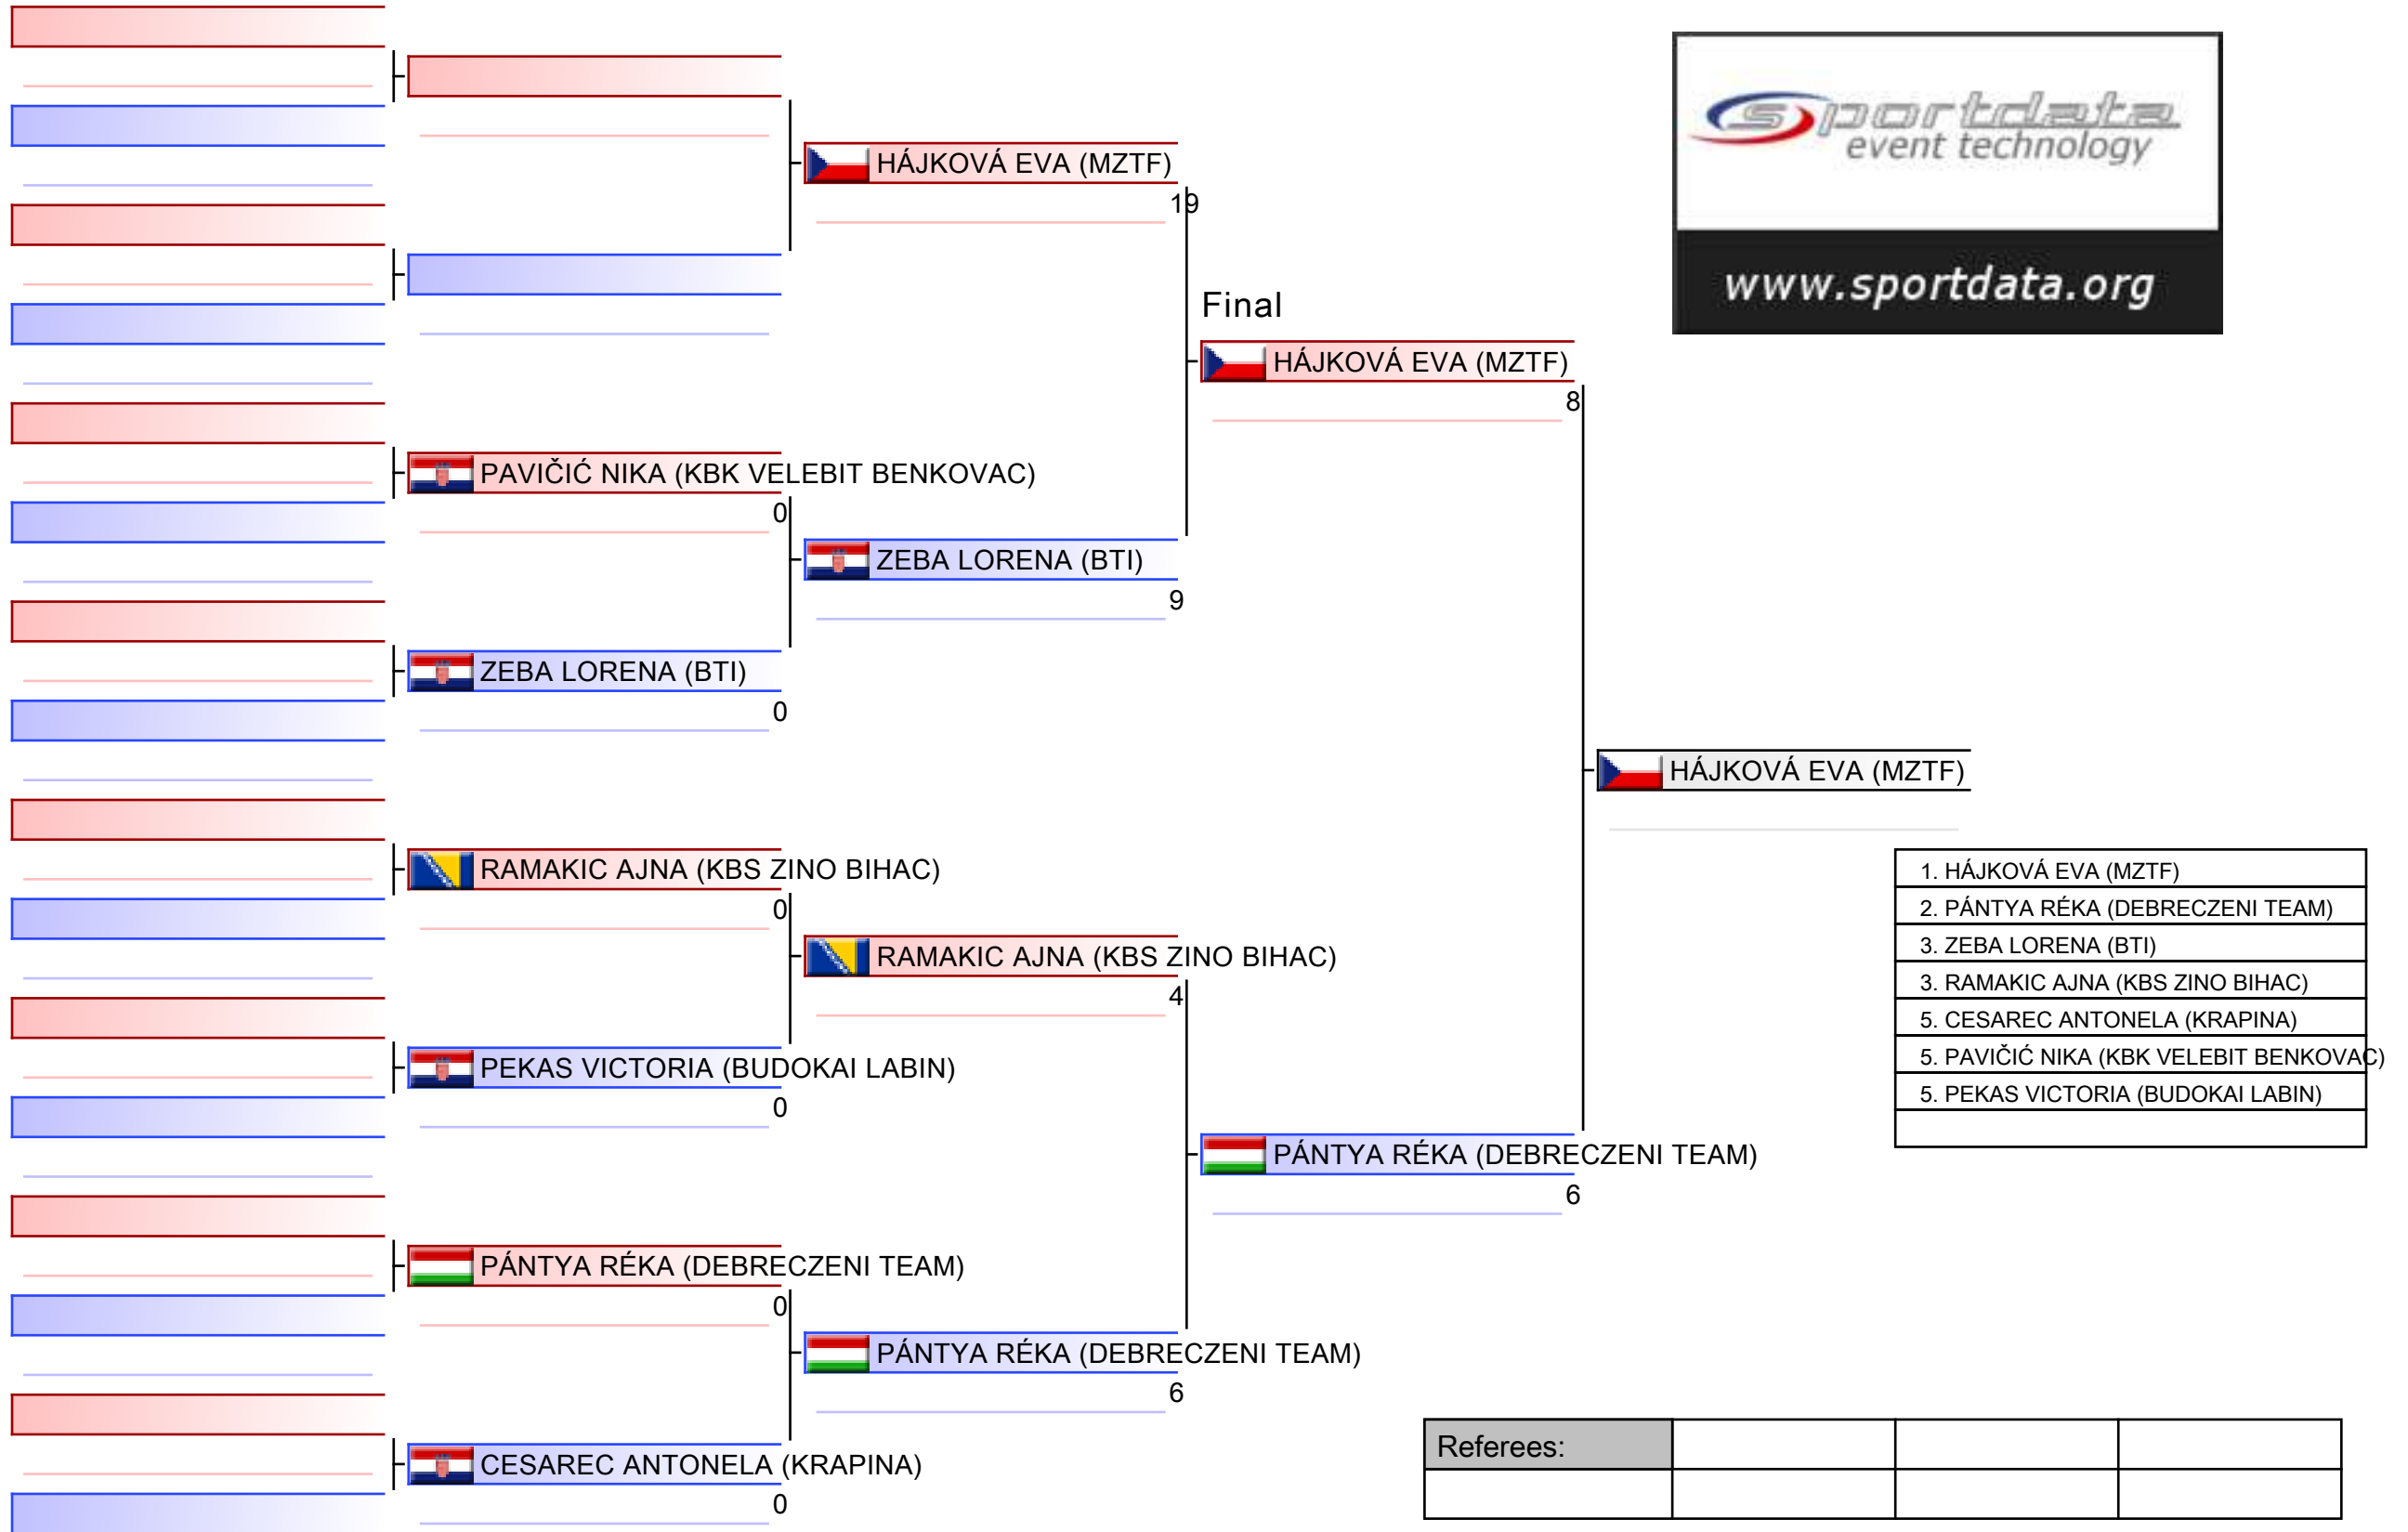 sportdata
event technology
www.sportdata.org
HÁJKOVÁ EVA (MZTF)
19
Final
HÁJKOVÁ EVA (MZTF)
8
PAVIČIĆ NIKA (KBK VELEBIT BENKOVAC)
0
ZEBA LORENA (BTI)
9
ZEBA LORENA (BTI)
0
HÁJKOVÁ EVA (MZTF)
RAMAKIC AJNA (KBS ZINO BIHAC)
0
RAMAKIC AJNA (KBS ZINO BIHAC)
4
PEKAS VICTORIA (BUDOKAI LABIN)
0
1. HÁJKOVÁ EVA (MZTF)
2. PÁNTYA RÉKA (DEBRECZENI TEAM)
3. ZEBA LORENA (BTI)
3. RAMAKIC AJNA (KBS ZINO BIHAC)
5. CESAREC ANTONELA (KRAPINA)
5. PAVIČIĆ NIKA (KBK VELEBIT BENKOVAC)
5. PEKAS VICTORIA (BUDOKAI LABIN)
PÁNTYA RÉKA (DEBRECZENI TEAM)
6
PÁNTYA RÉKA (DEBRECZENI TEAM)
0
PÁNTYA RÉKA (DEBRECZENI TEAM)
6
CESAREC ANTONELA (KRAPINA)
0
Referees: